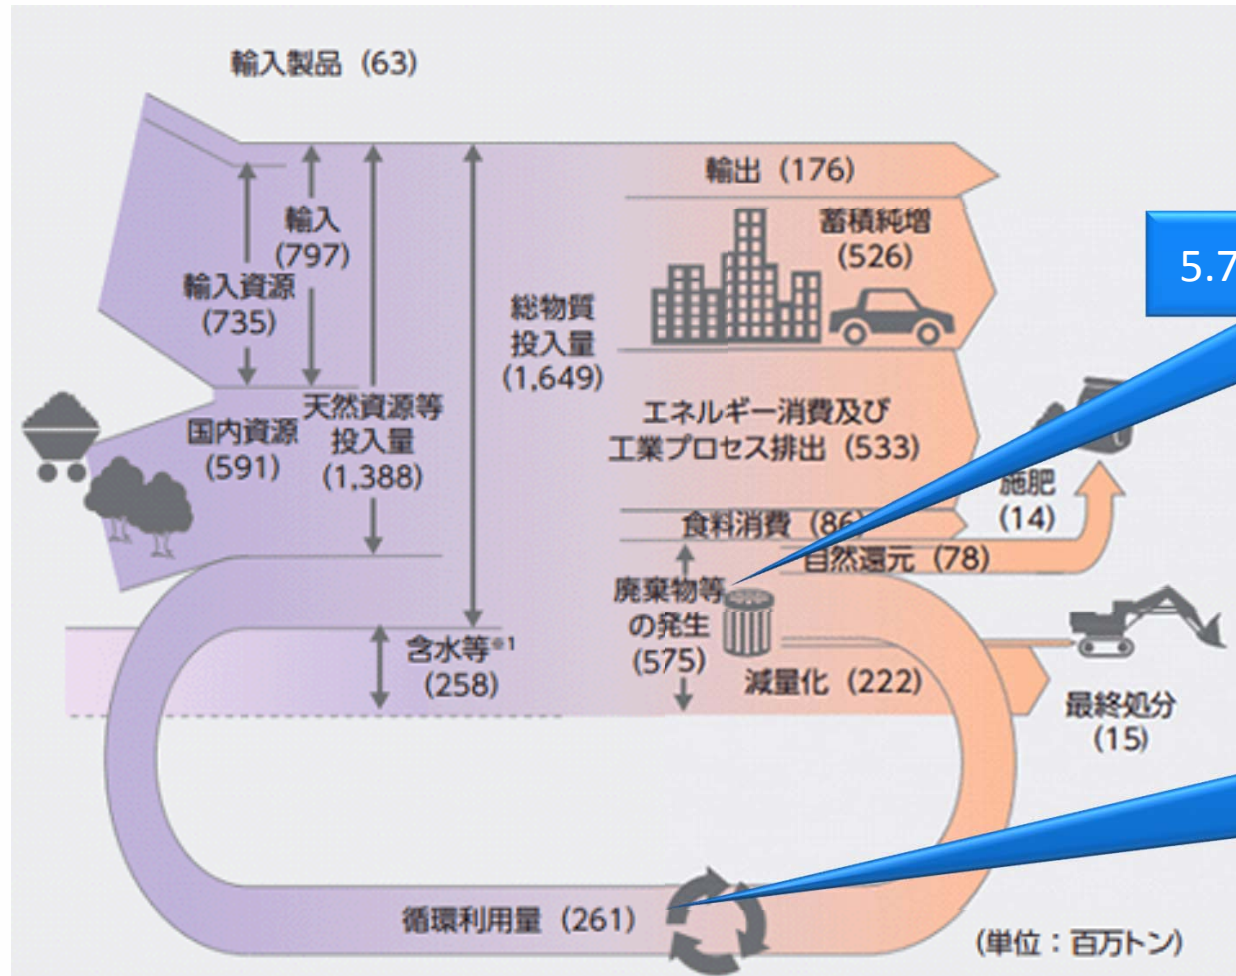 輸入製品 (63)
輸出 (176)
輸入
(797)
輸入資源
(735)
蓄積純増
(526)
総物質
投入量
(1,649)
天然資源等
投入量
(1,388)
国内資源
(591)
エネルギー消費及び
工業プロセス排出 (533)
施肥
(14)
食料消費 (86)
自然還元 (78)
廃棄物等
の発生
(575)
含水等※1
(258)
減量化 (222)
最終処分
(15)
循環利用量 (261)
(単位：百万トン)
5.7